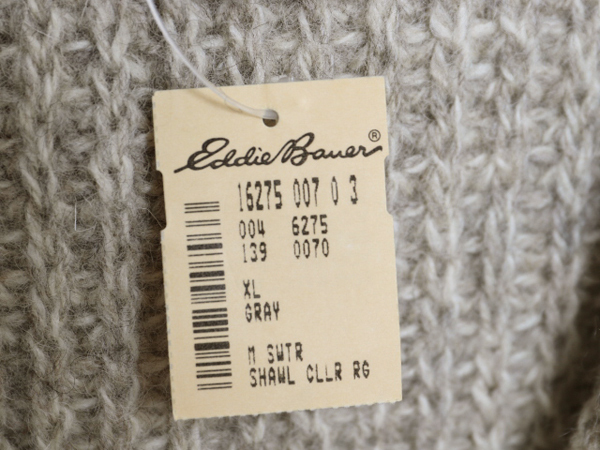 Eddie Bauer®
16275 007 0 3
004 6275
139 0070
XL
GRAY
M SWTR
SHAWL CLLR RG